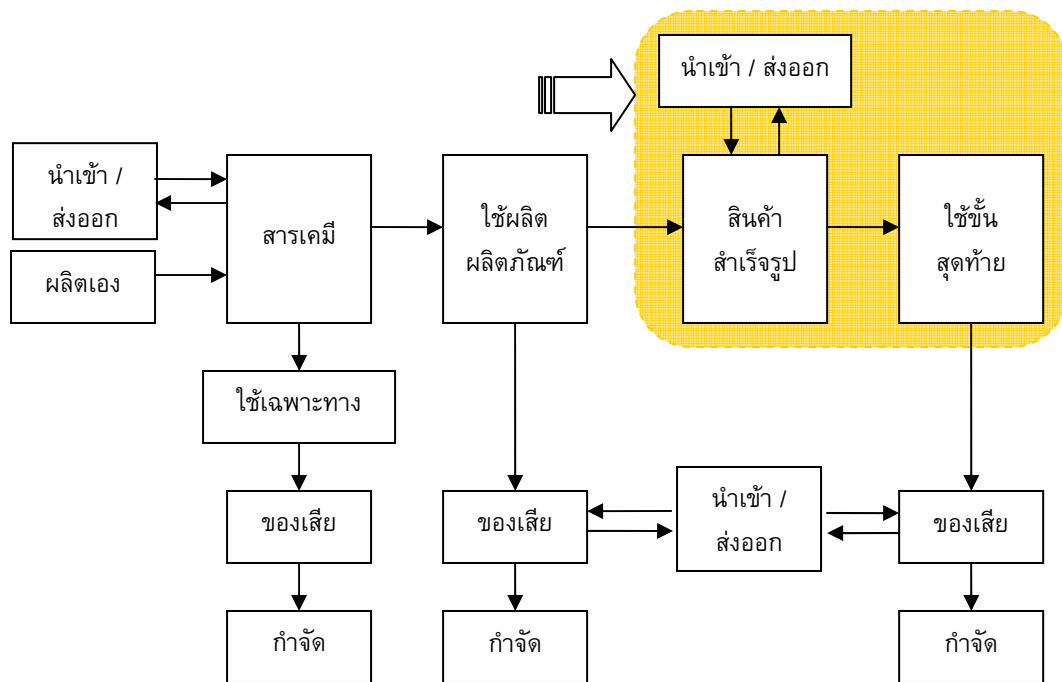 นำเข้า / ส่งออก
นำเข้า /
ส่งออก
ผลิตเอง
สารเคมี
ใช้ผลิต
ผลิตภัณฑ์
สินค้า
สำเร็จรูป
ใช้ขั้น
สุดท้าย
ใช้เฉพาะทาง
ของเสีย
ของเสีย
นำเข้า /
ส่งออก
ของเสีย
กำจัด
กำจัด
กำจัด